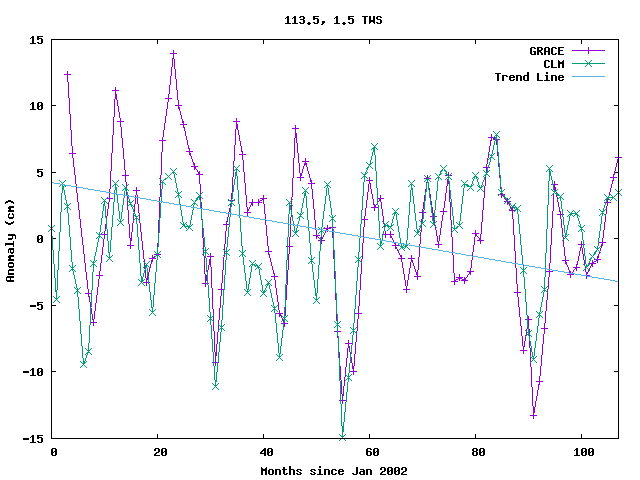 113.5, 1.5 TWS
GRACE
CLM
Trend Line
Anomaly (cm)
15
10
5
0
-5
-10
-15
0 20 40 60 80 100
Months since Jan 2002